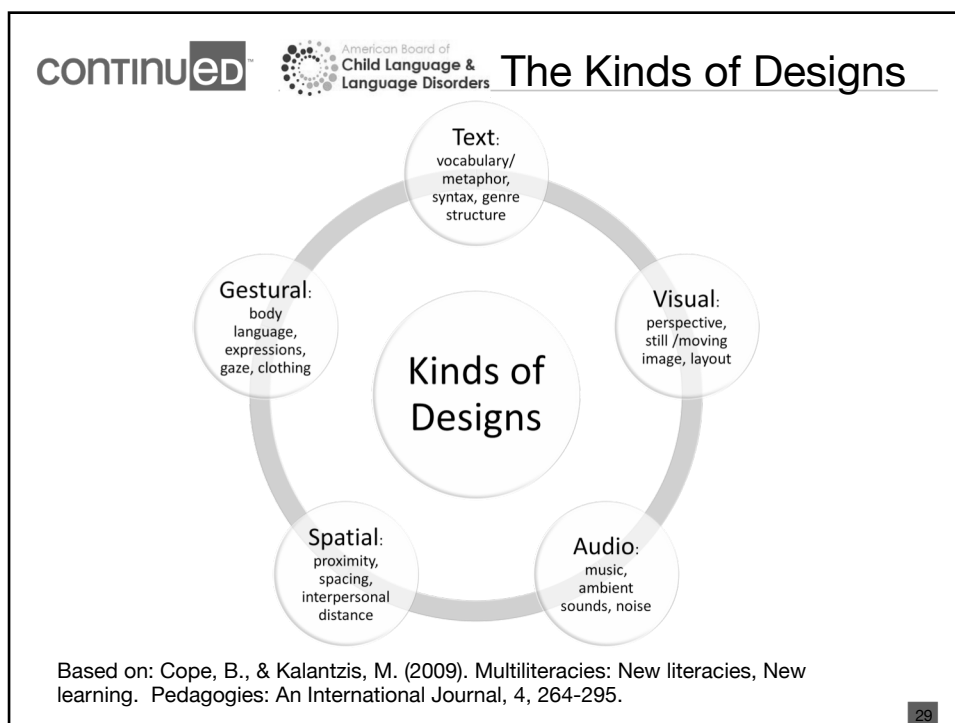 continued™
American Board of
Child Language &
Language Disorders
The Kinds of Designs
Text:
vocabulary/
metaphor,
syntax, genre
structure
Visual:
perspective,
still /moving
image, layout
Audio:
music,
ambient
sounds, noise
Spatial:
proximity,
spacing,
interpersonal
distance
Gestural:
body
language,
expressions,
gaze, clothing
Kinds of
Designs
Based on: Cope, B., & Kalantzis, M. (2009). Multiliteracies: New literacies, New
learning.  Pedagogies: An International Journal, 4, 264-295.
29